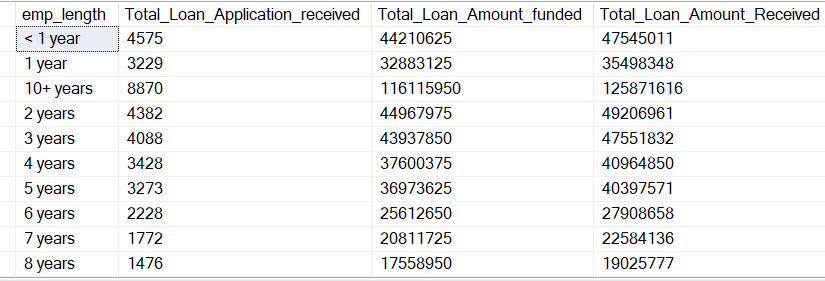 emp_length Total_Loan_Application_received Total_Loan_Amount_funded Total_Loan_Amount_Received
< 1 year 4575 44210625 47545011
1 year 3229 32883125 35498348
10+ years 8870 116115950 125871616
2 years 4382 44967975 49206961
3 years 4088 43937850 47551832
4 years 3428 37600375 40964850
5 years 3273 36973625 40397571
6 years 2228 25612650 27908658
7 years 1772 20811725 22584136
8 years 1476 17558950 19025777